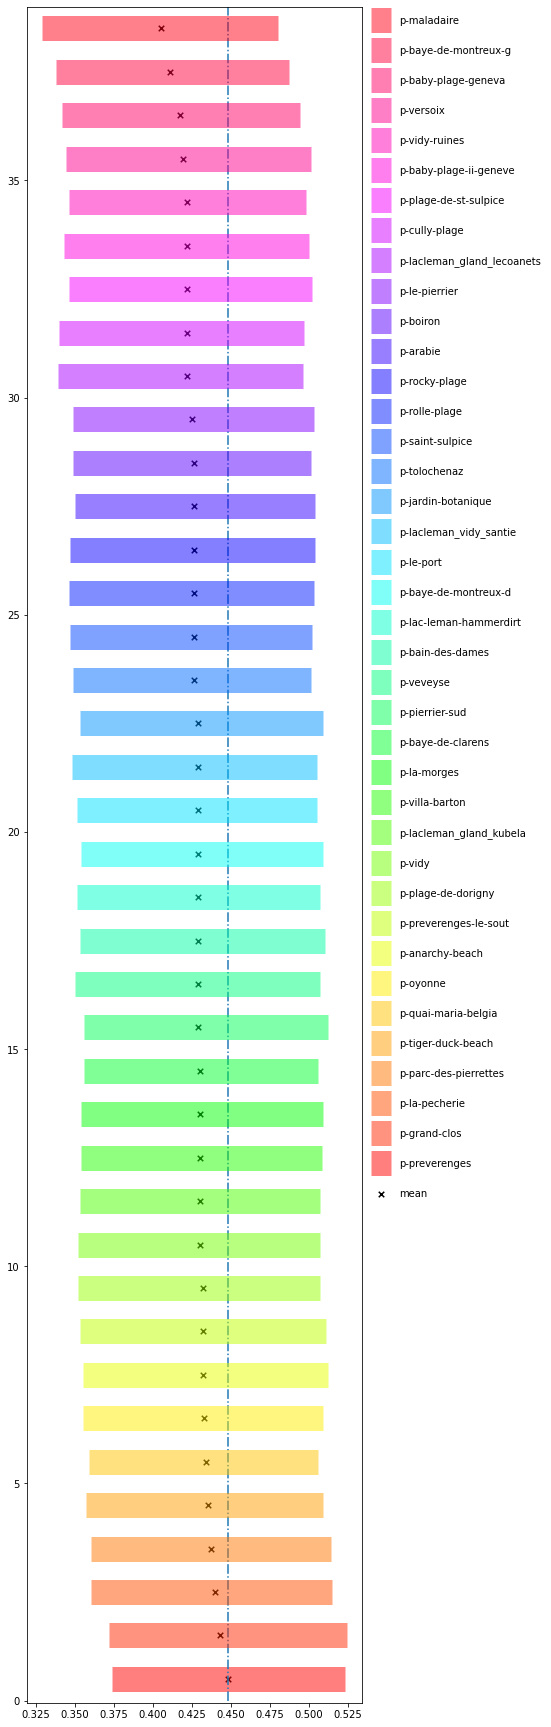 p-maladaire
p-baye-de-montreux-g
p-baby-plage-geneva
p-versoix
p-vidy-ruines
p-baby-plage-ii-geneve
p-plage-de-st-sulpice
p-cully-plage
p-lacleman_gland_lecoanets
p-le-pierrier
p-boiron
p-arabie
p-rocky-plage
p-rolle-plage
p-saint-sulpice
p-tolochenaz
p-jardin-botanique
p-lacleman_vidy_santie
p-le-port
p-baye-de-montreux-d
p-lac-leman-hammerdirt
p-bain-des-dames
p-veveyse
p-pierrier-sud
p-baye-de-clarens
p-la-morges
p-villa-barton
p-lacleman_gland_kubela
p-vidy
p-plage-de-dorigny
p-preverenges-le-sout
p-anarchy-beach
p-oyonne
p-quai-maria-belgia
p-tiger-duck-beach
p-parc-des-pierrettes
p-la-pecherie
p-grand-clos
p-preverenges
mean
35
30
25
20
15
10
5
0
0.325 0.350 0.375 0.400 0.425 0.450 0.475 0.500 0.525